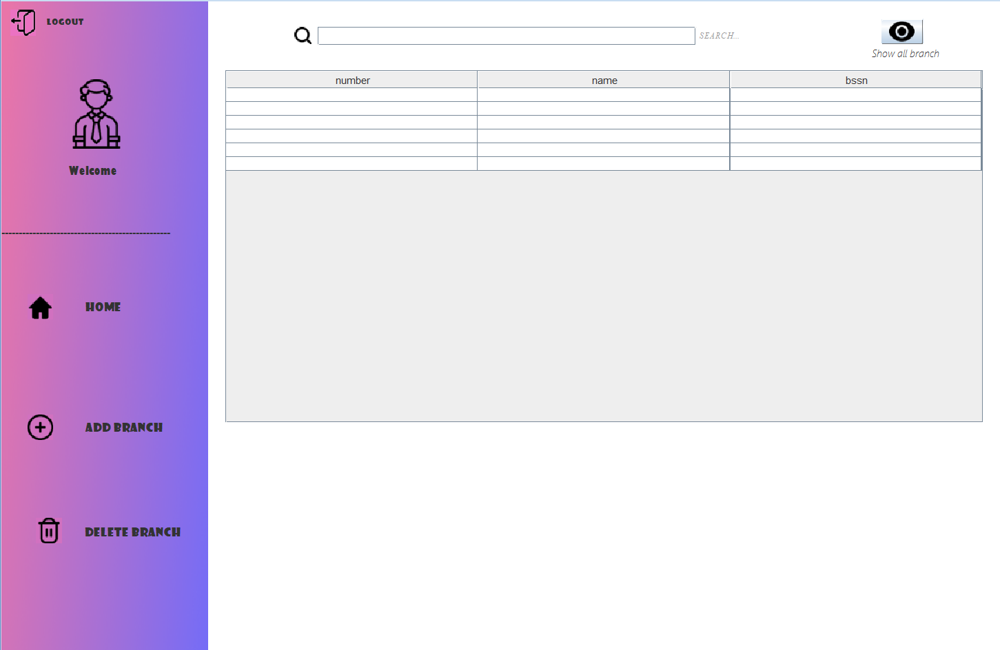 LOGOUT
Welcome
------------------------------------------------
HOME
ADD BRANCH
DELETE BRANCH
SEARCH...
Show all branch
number name bssn